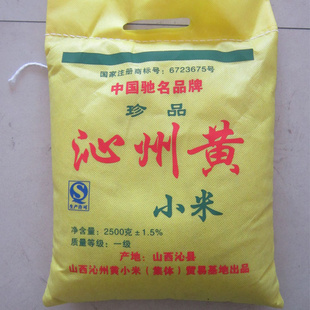 国家注册商标号：6723675号
中国驰名品牌
珍品
沁州黄
小米
净含量：2500克±1.5%
质量等级：一级
产地：山西沁县
山西沁州黄小米（集体）贸易基地出品